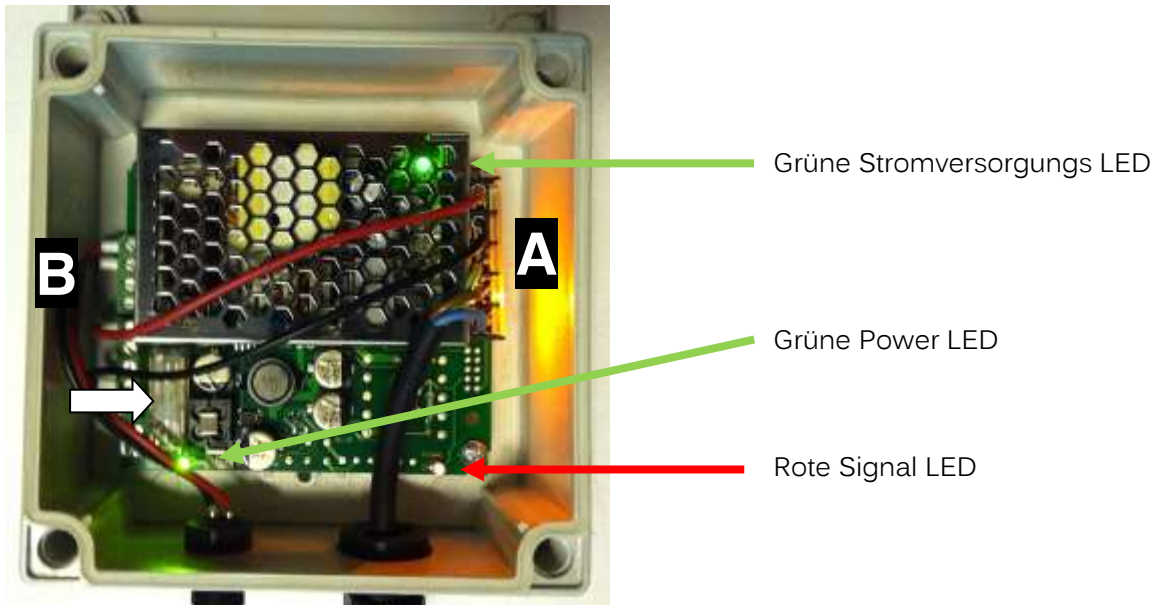 Grüne Stromversorgungs LED
B
A
Grüne Power LED
Rote Signal LED